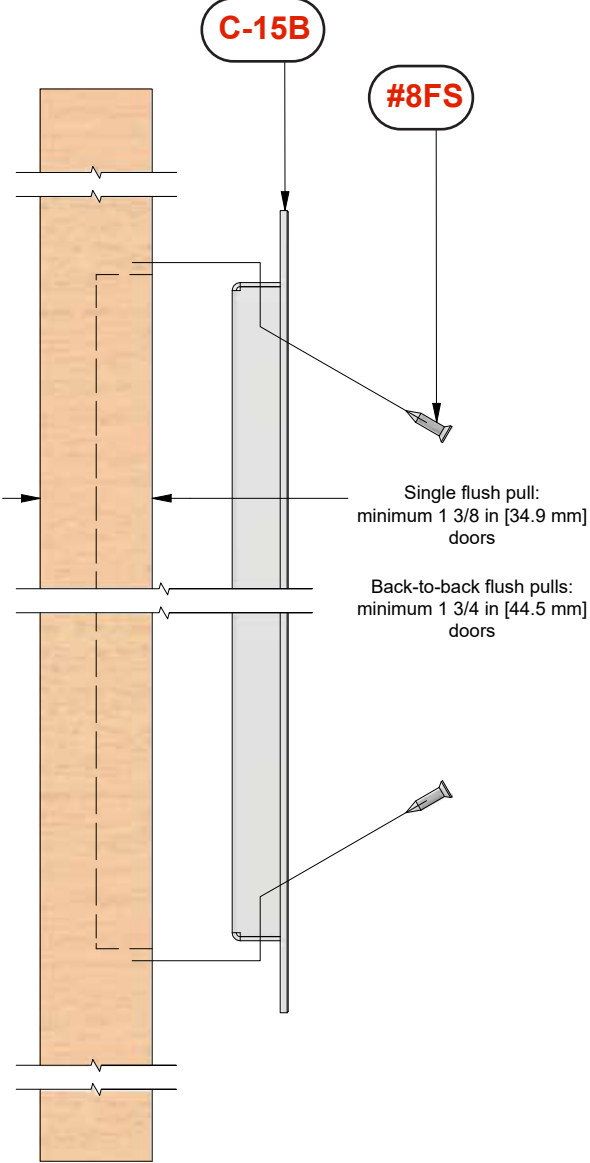 C-15B
#8FS
Single flush pull:
minimum 1 3/8 in [34.9 mm]
doors
Back-to-back flush pulls:
minimum 1 3/4 in [44.5 mm]
doors